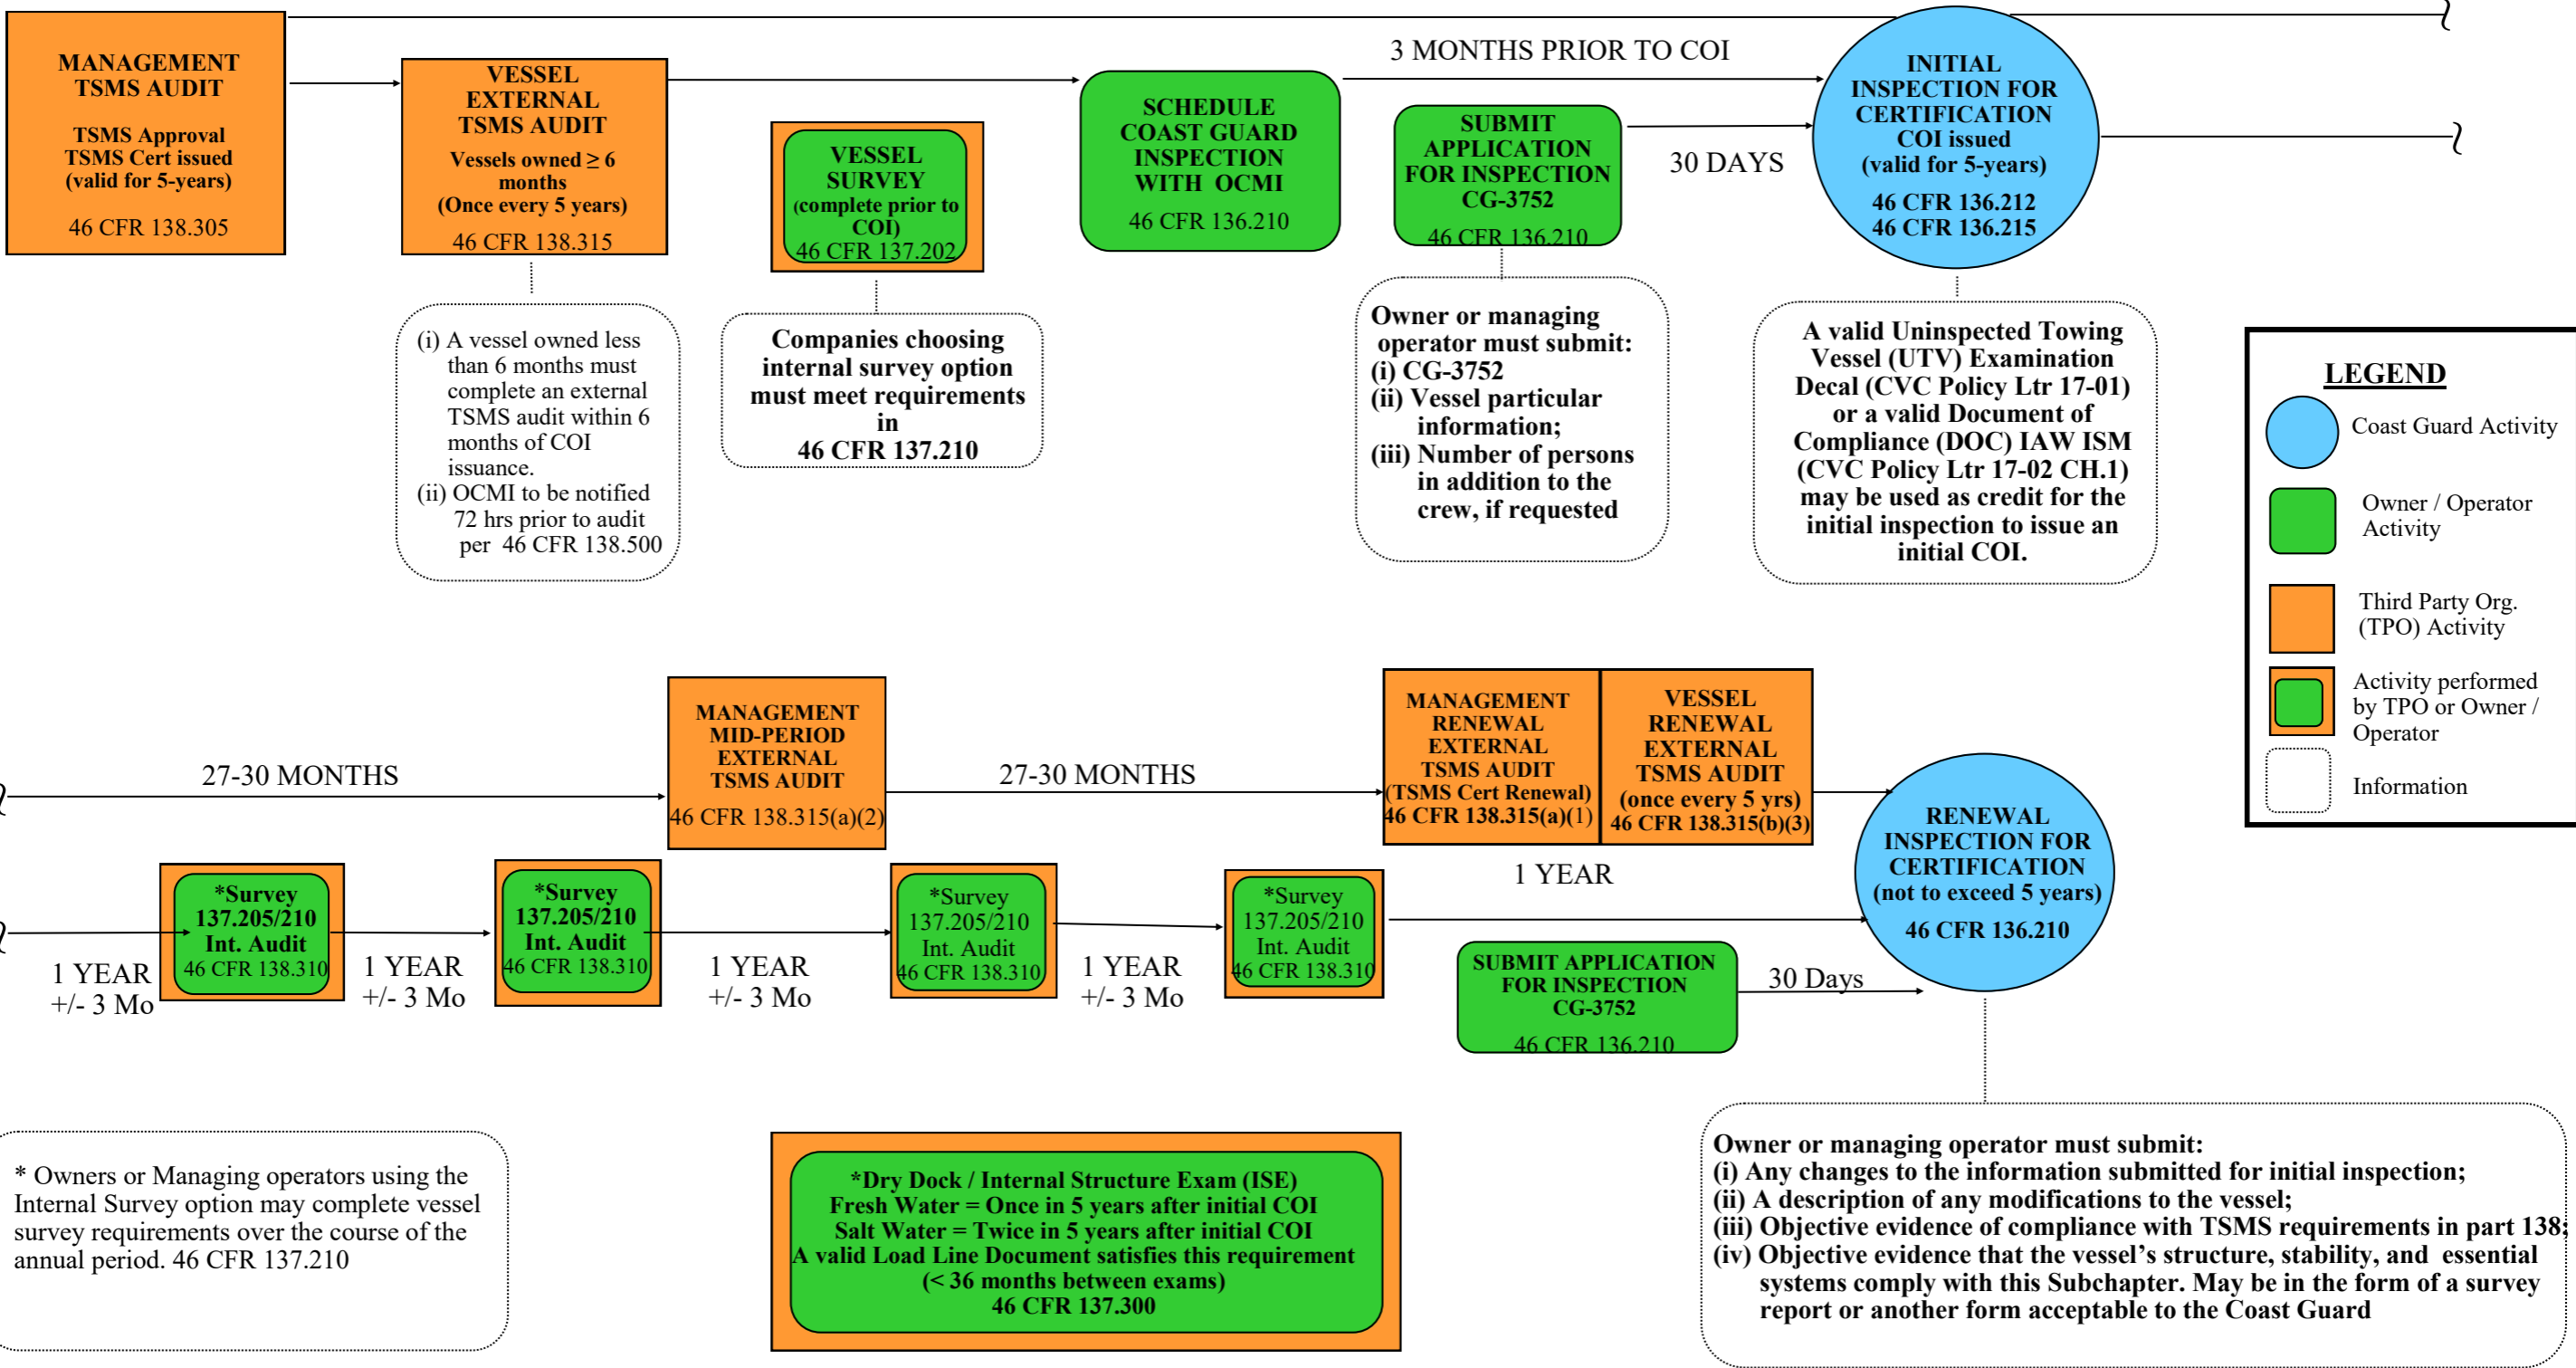 MANAGEMENT
TSMS AUDIT
TSMS Approval
TSMS Cert issued
(valid for 5-years)
46 CFR 138.305
VESSEL
EXTERNAL
TSMS AUDIT
Vessels owned ≥ 6
months
(Once every 5 years)
46 CFR 138.315
VESSEL
SURVEY
(complete prior to
COI)
46 CFR 137.202
SCHEDULE
COAST GUARD
INSPECTION
WITH OCMI
46 CFR 136.210
3 MONTHS PRIOR TO COI
SUBMIT
APPLICATION
FOR INSPECTION
CG-3752
46 CFR 136.210
30 DAYS
INITIAL
INSPECTION FOR
CERTIFICATION
COI issued
(valid for 5-years)
46 CFR 136.212
46 CFR 136.215
(i) A vessel owned less
than 6 months must
complete an external
TSMS audit within 6
months of COI
issuance.
(ii) OCMI to be notified
72 hrs prior to audit
per 46 CFR 138.500
Companies choosing
internal survey option
must meet requirements
in
46 CFR 137.210
Owner or managing
operator must submit:
(i) CG-3752
(ii) Vessel particular
information;
(iii) Number of persons
in addition to the
crew, if requested
A valid Uninspected Towing
Vessel (UTV) Examination
Decal (CVC Policy Ltr 17-01)
or a valid Document of
Compliance (DOC) IAW ISM
(CVC Policy Ltr 17-02 CH.1)
may be used as credit for the
initial inspection to issue an
initial COI.
LEGEND
Coast Guard Activity
Owner / Operator
Activity
Third Party Org.
(TPO) Activity
Activity performed
by TPO or Owner /
Operator
Information
27-30 MONTHS
MANAGEMENT
MID-PERIOD
EXTERNAL
TSMS AUDIT
46 CFR 138.315(a)(2)
27-30 MONTHS
MANAGEMENT
RENEWAL
EXTERNAL
TSMS AUDIT
(TSMS Cert Renewal)
46 CFR 138.315(a)(1)
VESSEL
RENEWAL
EXTERNAL
TSMS AUDIT
(once every 5 yrs)
46 CFR 138.315(b)(3)
RENEWAL
INSPECTION FOR
CERTIFICATION
(not to exceed 5 years)
46 CFR 136.210
1 YEAR
+/- 3 Mo
*Survey
137.205/210
Int. Audit
46 CFR 138.310
1 YEAR
+/- 3 Mo
*Survey
137.205/210
Int. Audit
46 CFR 138.310
1 YEAR
+/- 3 Mo
*Survey
137.205/210
Int. Audit
46 CFR 138.310
1 YEAR
+/- 3 Mo
*Survey
137.205/210
Int. Audit
46 CFR 138.310
1 YEAR
SUBMIT APPLICATION
FOR INSPECTION
CG-3752
46 CFR 136.210
30 Days
* Owners or Managing operators using the
Internal Survey option may complete vessel
survey requirements over the course of the
annual period. 46 CFR 137.210
*Dry Dock / Internal Structure Exam (ISE)
Fresh Water = Once in 5 years after initial COI
Salt Water = Twice in 5 years after initial COI
A valid Load Line Document satisfies this requirement
(< 36 months between exams)
46 CFR 137.300
Owner or managing operator must submit:
(i) Any changes to the information submitted for initial inspection;
(ii) A description of any modifications to the vessel;
(iii) Objective evidence of compliance with TSMS requirements in part 138;
(iv) Objective evidence that the vessel’s structure, stability, and essential
systems comply with this Subchapter. May be in the form of a survey
report or another form acceptable to the Coast Guard